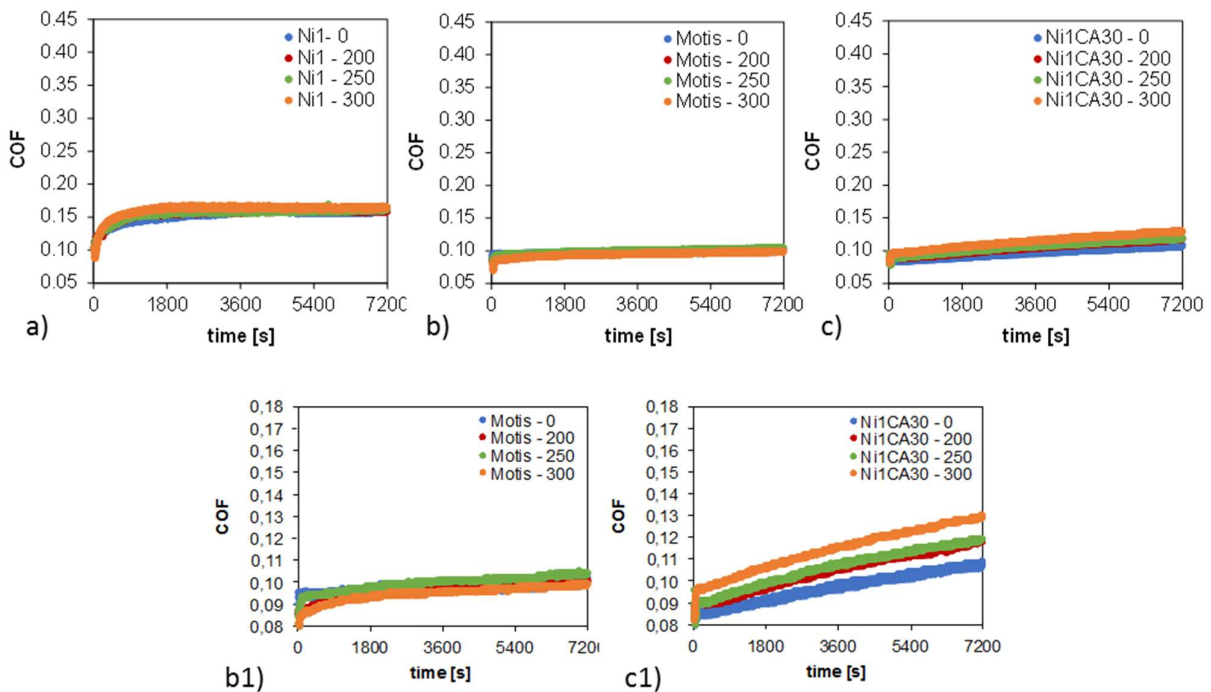 0.45
0.40
0.35
0.30
0.25
0.20
0.15
0.10
0.05
COF
Ni1- 0
Ni1 - 200
Ni1 - 250
Ni1 - 300
0 1800 3600 5400 7200
time [s]
a)
0.45
0.40
0.35
0.30
0.25
0.20
0.15
0.10
0.05
COF
Motis - 0
Motis - 200
Motis - 250
Motis - 300
0 1800 3600 5400 7200
time [s]
b)
0.45
0.40
0.35
0.30
0.25
0.20
0.15
0.10
0.05
COF
Ni1CA30 - 0
Ni1CA30 - 200
Ni1CA30 - 250
Ni1CA30 - 300
0 1800 3600 5400 7200
time [s]
c)
0,18
0,17
0,16
0,15
0,14
0,13
0,12
0,11
0,10
0,09
0,08
COF
Motis - 0
Motis - 200
Motis - 250
Motis - 300
0 1800 3600 5400 7200
time [s]
b1)
0,18
0,17
0,16
0,15
0,14
0,13
0,12
0,11
0,10
0,09
0,08
COF
Ni1CA30 - 0
Ni1CA30 - 200
Ni1CA30 - 250
Ni1CA30 - 300
0 1800 3600 5400 7200
time [s]
c1)